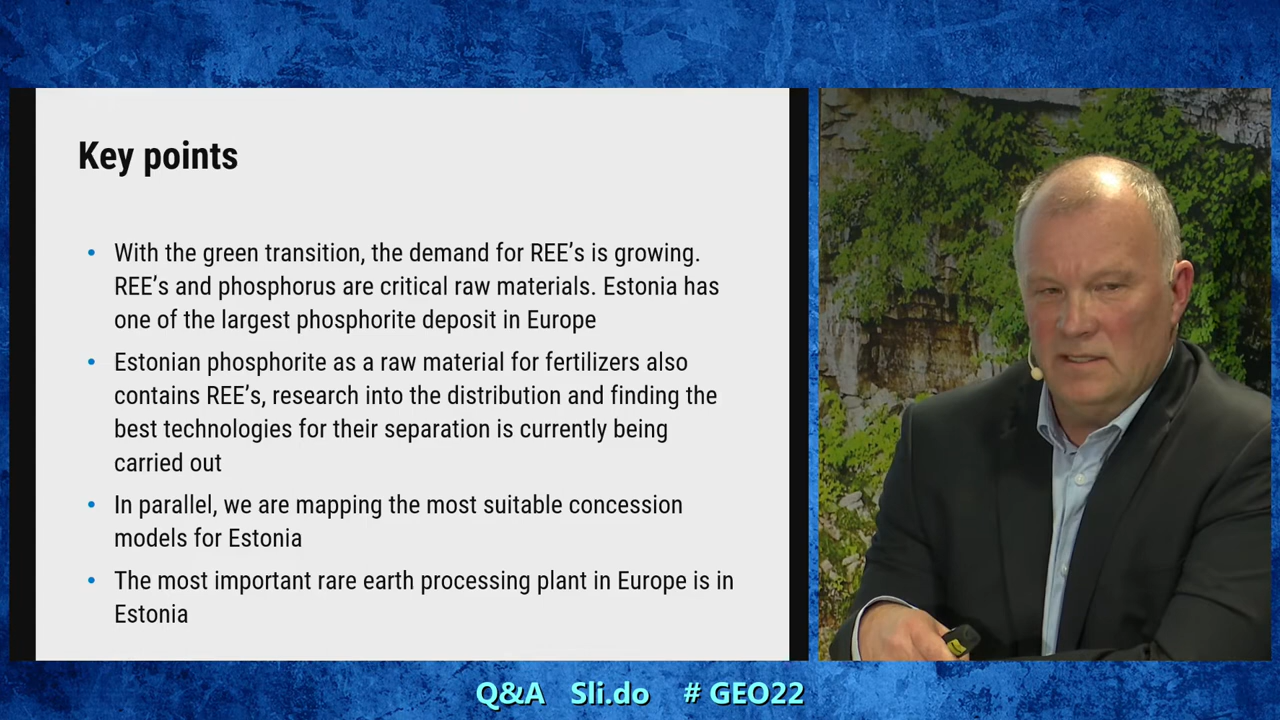 Key points
• With the green transition, the demand for REE’s is growing.
REE’s and phosphorus are critical raw materials. Estonia has
one of the largest phosphorite deposit in Europe
• Estonian phosphorite as a raw material for fertilizers also
contains REE’s, research into the distribution and finding the
best technologies for their separation is currently being
carried out
• In parallel, we are mapping the most suitable concession
models for Estonia
• The most important rare earth processing plant in Europe is in
Estonia
Q&A Sli.do # GEO22